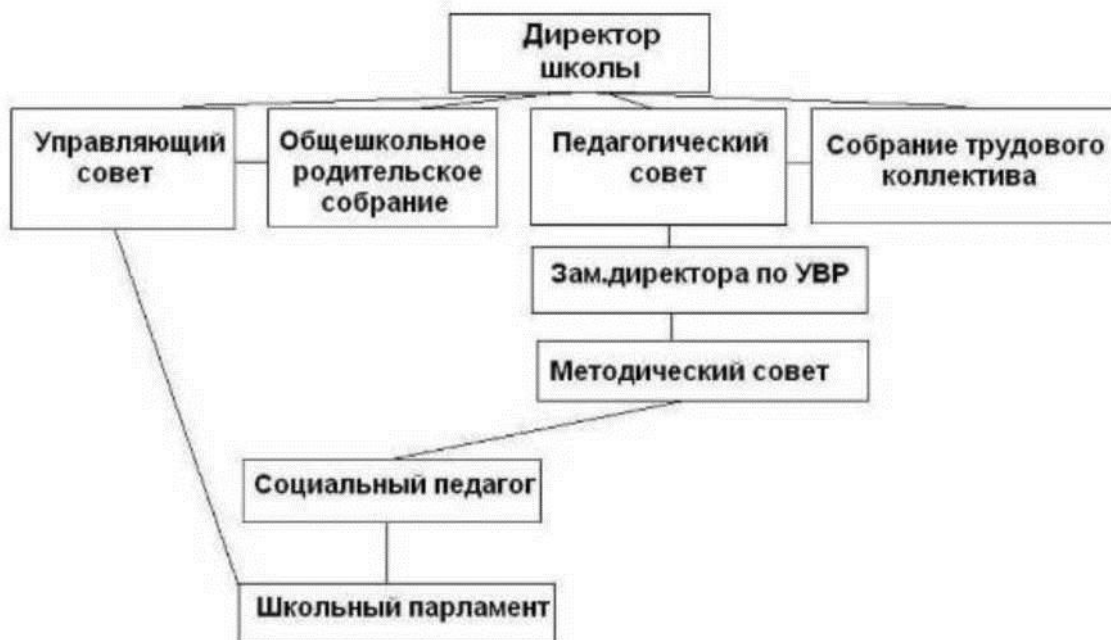 Директор
школы
Управляющий
совет
Общешкольное
родительское
собрание
Педагогический
совет
Собрание трудового
коллектива
Зам.директора по УВР
Методический совет
Социальный педагог
Школьный парламент